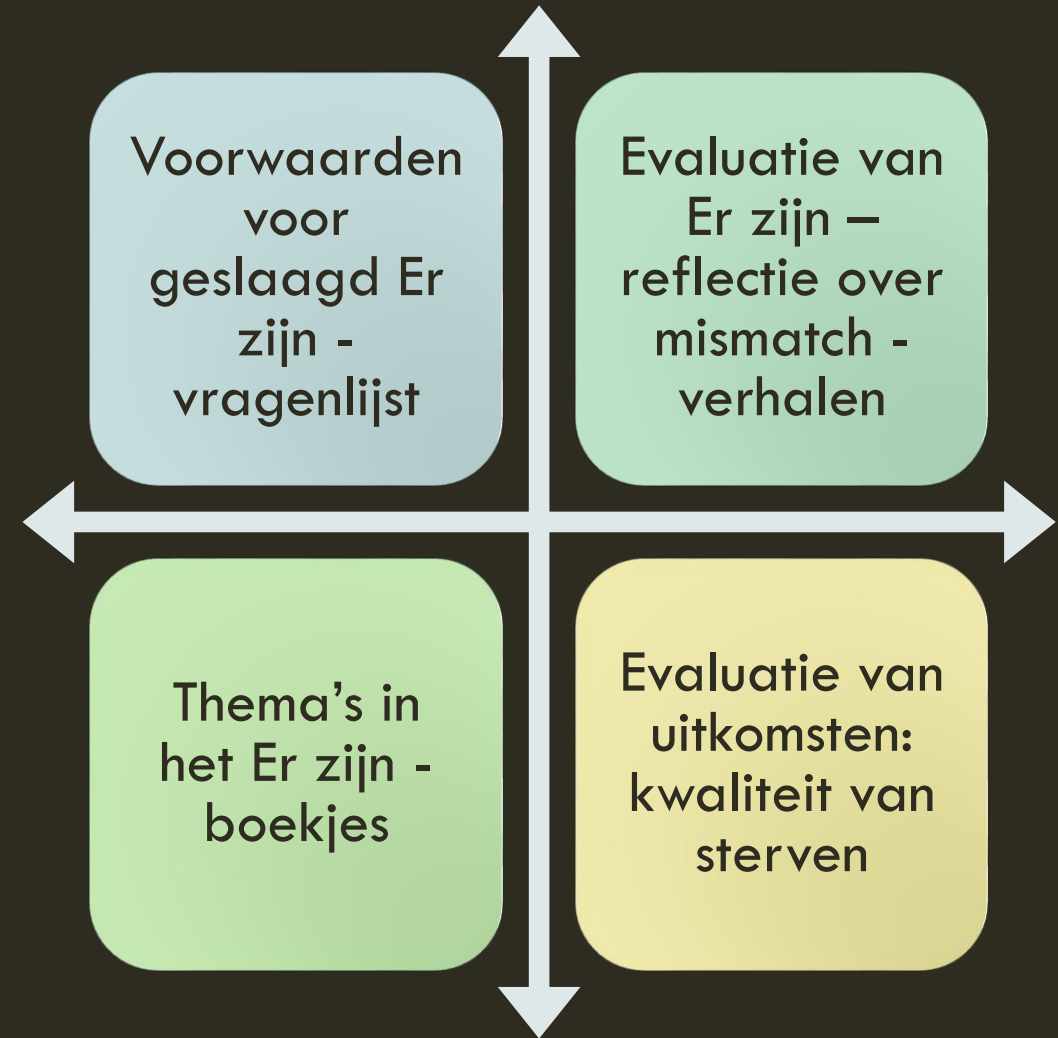 Voorwaarden
voor
geslaagd Er
zijn -
vragenlijst
Evaluatie van
Er zijn –
reflectie over
mismatch -
verhalen
Thema’s in
het Er zijn -
boekjes
Evaluatie van
uitkomsten:
kwaliteit van
sterven